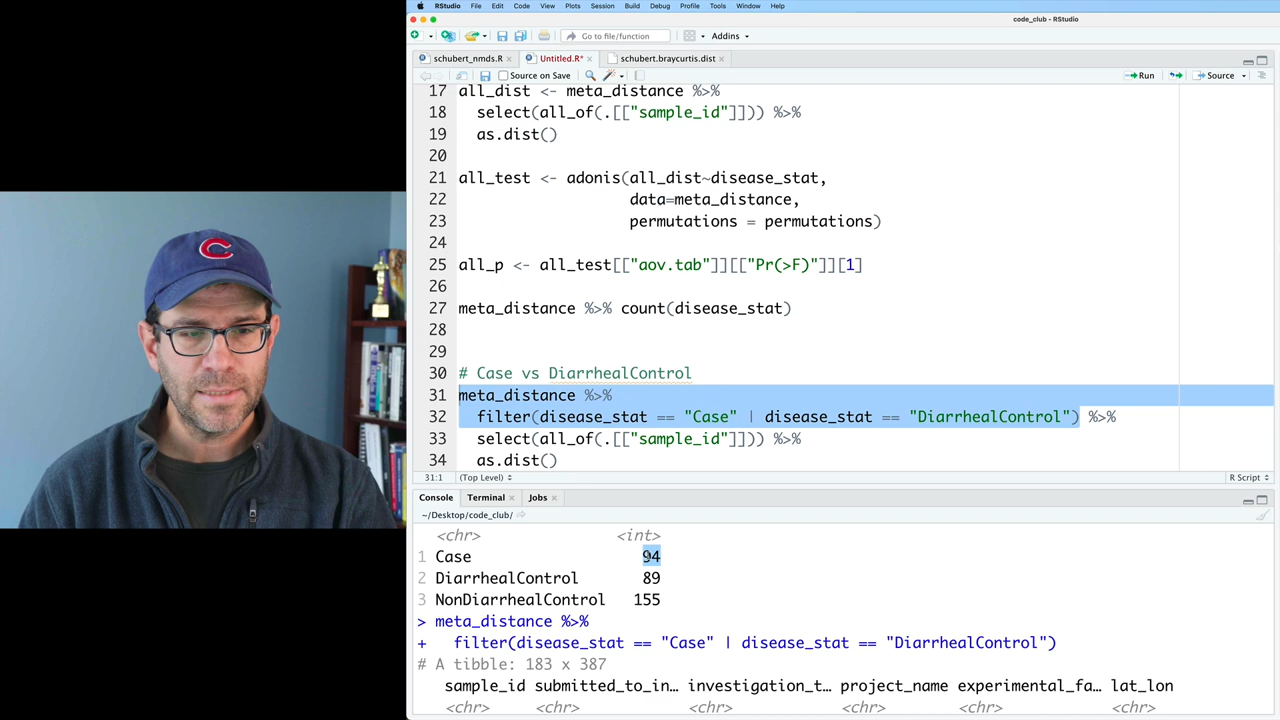 RStudio File Edit Code View Plots Session Build Debug Profile Tools Window Help
code_club - RStudio
Go to file/function Addins
schubert_nmds.R Untitled.R* schubert.braycurtis.dist
Source on Save Run Source
17 all_dist <- meta_distance %>%
18 select(all_of(.[["sample_id"]])) %>%
19 as.dist()
20
21 all_test <- adonis(all_dist~disease_stat,
22 data=meta_distance,
23 permutations = permutations)
24
25 all_p <- all_test[["aov.tab"]][["Pr(>F)"]][1]
26
27 meta_distance %>% count(disease_stat)
28
29
30 # Case vs DiarrhealControl
31 meta_distance %>%
32 filter(disease_stat == "Case" | disease_stat == "DiarrhealControl") %>%
33 select(all_of(.[["sample_id"]])) %>%
34 as.dist()
31:1 (Top Level) R Script
Console Terminal Jobs
~/Desktop/code_club/
<chr> <int>
1 Case 94
2 DiarrhealControl 89
3 NonDiarrhealControl 155
> meta_distance %>%
+ filter(disease_stat == "Case" | disease_stat == "DiarrhealControl")
# A tibble: 183 x 387
sample_id submitted_to_in… investigation_t… project_name experimental_fa… lat_lon
<chr> <chr> <chr> <chr> <chr> <chr>
C